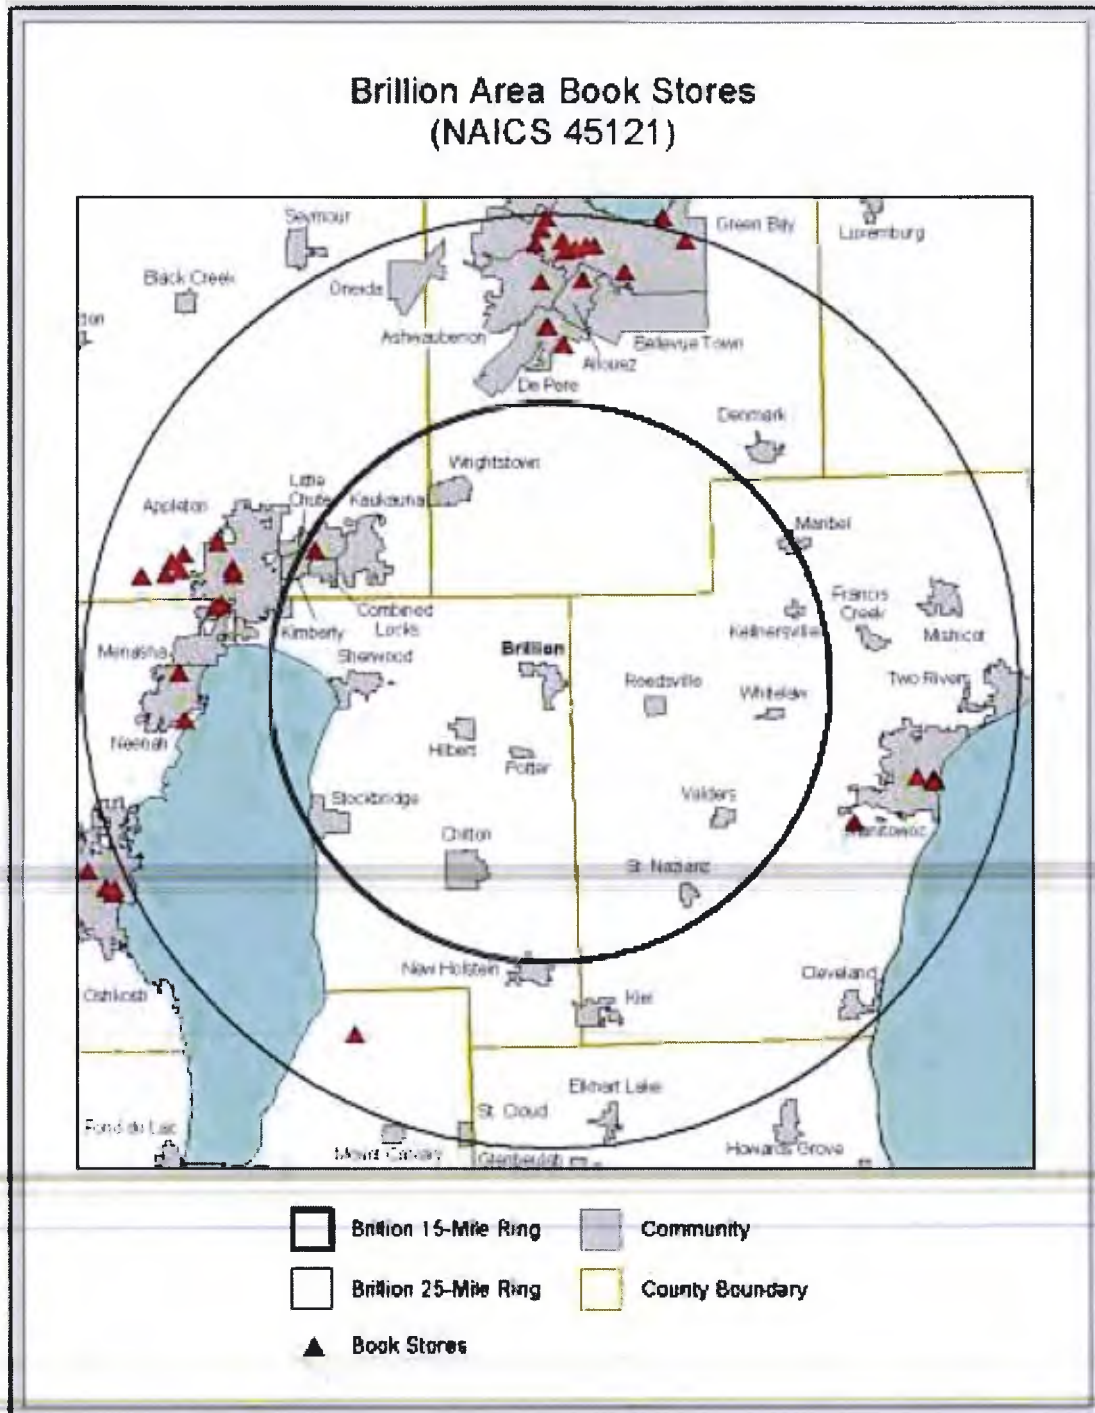 Brillion Area Book Stores
(NAICS 45121)
Seymour
Green Bay
Luxemburg
Black Creek
Oneida
ton
Ashwaubenon
Bellevue Town
Allouez
De Pere
Denmark
Wrightstown
Little
Chute
Kaukauna
Appleton
Maribel
Francis
Creek
Combined
Locks
Kimberly
Kellnersville
Mishicot
Menasha
Sherwood
Brillion
Reedsville
Whitelaw
Two Rivers
Neenah
Hilbert
Potter
Stockbridge
Valders
Manitowoc
Chilton
St. Nazianz
New Holstein
Cleveland
Oshkosh
Kiel
Elkhart Lake
St. Cloud
Fond du Lac
Mount Calvary
Glenbeulah
Howards Grove
Brillion 15-Mile Ring
Community
Brillion 25-Mile Ring
County Boundary
Book Stores